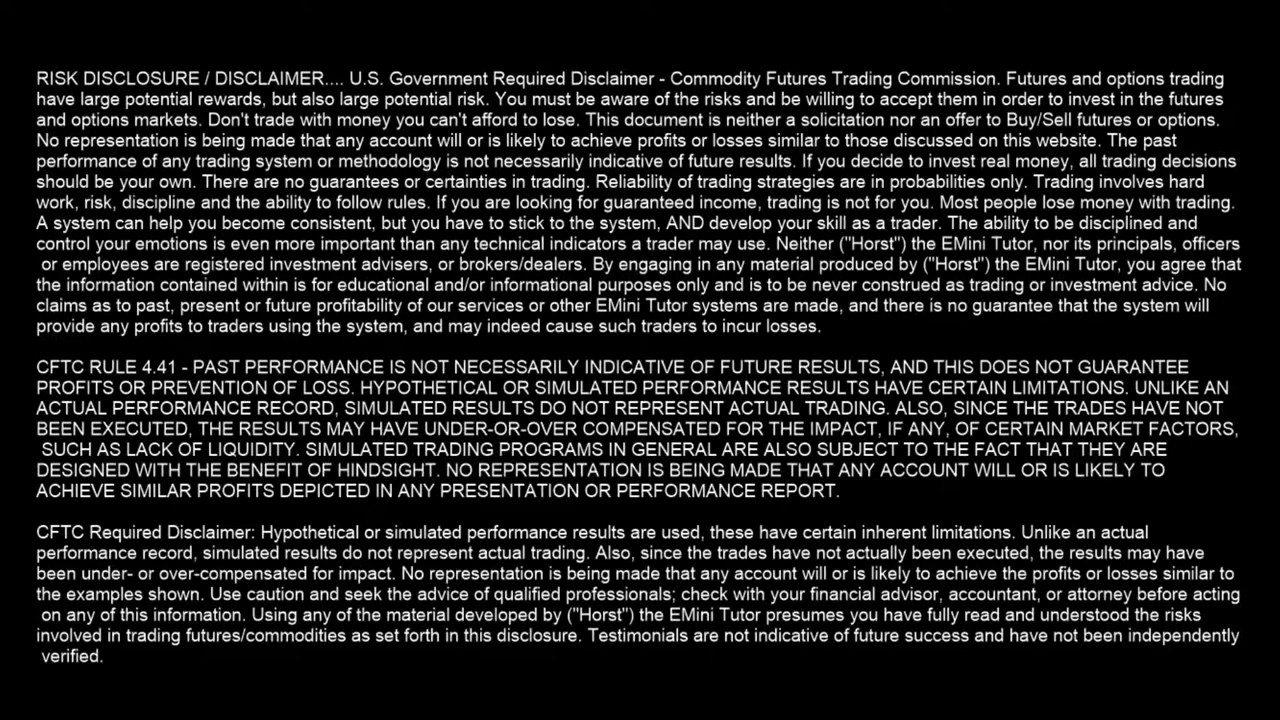 RISK DISCLOSURE / DISCLAIMER.... U.S. Government Required Disclaimer - Commodity Futures Trading Commission. Futures and options trading
have large potential rewards, but also large potential risk. You must be aware of the risks and be willing to accept them in order to invest in the futures
and options markets. Don't trade with money you can't afford to lose. This document is neither a solicitation nor an offer to Buy/Sell futures or options.
No representation is being made that any account will or is likely to achieve profits or losses similar to those discussed on this website. The past
performance of any trading system or methodology is not necessarily indicative of future results. If you decide to invest real money, all trading decisions
should be your own. There are no guarantees or certainties in trading. Reliability of trading strategies are in probabilities only. Trading involves hard
work, risk, discipline and the ability to follow rules. If you are looking for guaranteed income, trading is not for you. Most people lose money with trading.
A system can help you become consistent, but you have to stick to the system, AND develop your skill as a trader. The ability to be disciplined and
control your emotions is even more important than any technical indicators a trader may use. Neither ("Horst") the EMini Tutor, nor its principals, officers
or employees are registered investment advisers, or brokers/dealers. By engaging in any material produced by ("Horst") the EMini Tutor, you agree that
the information contained within is for educational and/or informational purposes only and is to be never construed as trading or investment advice. No
claims as to past, present or future profitability of our services or other EMini Tutor systems are made, and there is no guarantee that the system will
provide any profits to traders using the system, and may indeed cause such traders to incur losses.
CFTC RULE 4.41 - PAST PERFORMANCE IS NOT NECESSARILY INDICATIVE OF FUTURE RESULTS, AND THIS DOES NOT GUARANTEE
PROFITS OR PREVENTION OF LOSS. HYPOTHETICAL OR SIMULATED PERFORMANCE RESULTS HAVE CERTAIN LIMITATIONS. UNLIKE AN
ACTUAL PERFORMANCE RECORD, SIMULATED RESULTS DO NOT REPRESENT ACTUAL TRADING. ALSO, SINCE THE TRADES HAVE NOT
BEEN EXECUTED, THE RESULTS MAY HAVE UNDER-OR-OVER COMPENSATED FOR THE IMPACT, IF ANY, OF CERTAIN MARKET FACTORS,
SUCH AS LACK OF LIQUIDITY. SIMULATED TRADING PROGRAMS IN GENERAL ARE ALSO SUBJECT TO THE FACT THAT THEY ARE
DESIGNED WITH THE BENEFIT OF HINDSIGHT. NO REPRESENTATION IS BEING MADE THAT ANY ACCOUNT WILL OR IS LIKELY TO
ACHIEVE SIMILAR PROFITS DEPICTED IN ANY PRESENTATION OR PERFORMANCE REPORT.
CFTC Required Disclaimer: Hypothetical or simulated performance results are used, these have certain inherent limitations. Unlike an actual
performance record, simulated results do not represent actual trading. Also, since the trades have not actually been executed, the results may have
been under- or over-compensated for impact. No representation is being made that any account will or is likely to achieve the profits or losses similar to
the examples shown. Use caution and seek the advice of qualified professionals; check with your financial advisor, accountant, or attorney before acting
on any of this information. Using any of the material developed by ("Horst") the EMini Tutor presumes you have fully read and understood the risks
involved in trading futures/commodities as set forth in this disclosure. Testimonials are not indicative of future success and have not been independently
verified.